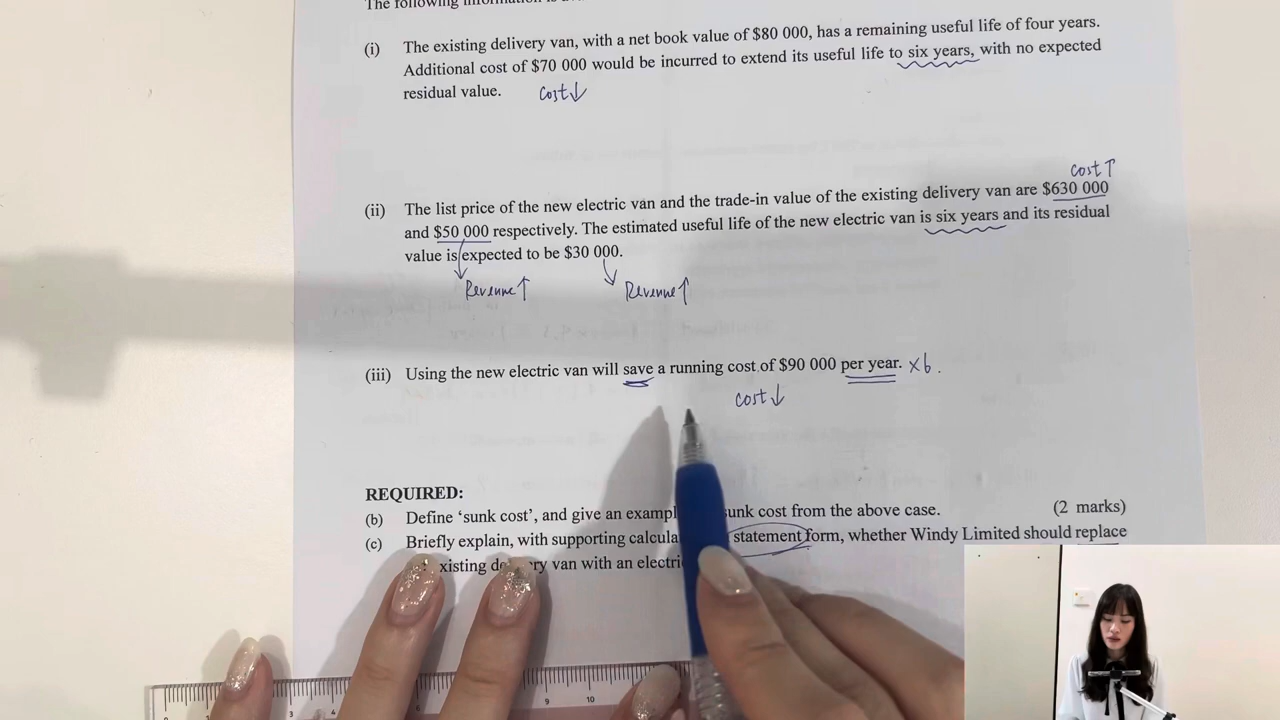 The following information is
(i) The existing delivery van, with a net book value of $80 000, has a remaining useful life of four years.
Additional cost of $70 000 would be incurred to extend its useful life to six years, with no expected
residual value. Cost↓
Cost↑
(ii) The list price of the new electric van and the trade-in value of the existing delivery van are $630 000
and $50 000 respectively. The estimated useful life of the new electric van is six years and its residual
value is expected to be $30 000.
Revenue↑ Revenue↑
(iii) Using the new electric van will save a running cost of $90 000 per year. ×6.
Cost↓
REQUIRED:
(b) Define ‘sunk cost’, and give an exampl unk cost from the above case. (2 marks)
(c) Briefly explain, with supporting calcula statement form, whether Windy Limited should replace
xisting de ry van with an electri
3 4 9 10